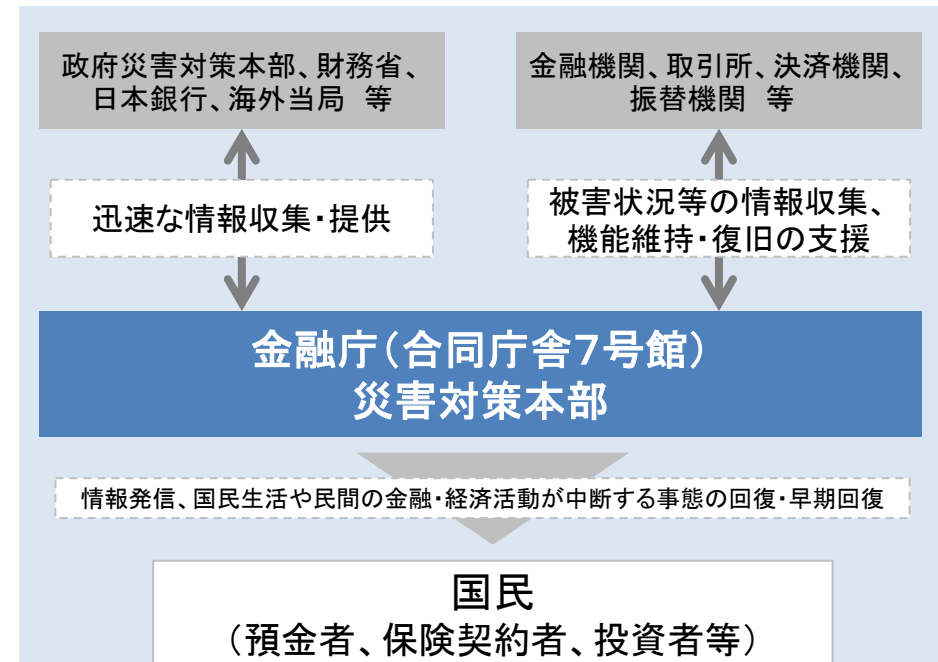 政府災害対策本部、財務省、
日本銀行、海外当局　等
金融機関、取引所、決済機関、
振替機関　等
迅速な情報収集・提供
被害状況等の情報収集、
機能維持・復旧の支援
金融庁（合同庁舎７号館）
災害対策本部
情報発信、国民生活や民間の金融・経済活動が中断する事態の回復・早期回復
国民
（預金者、保険契約者、投資者等）